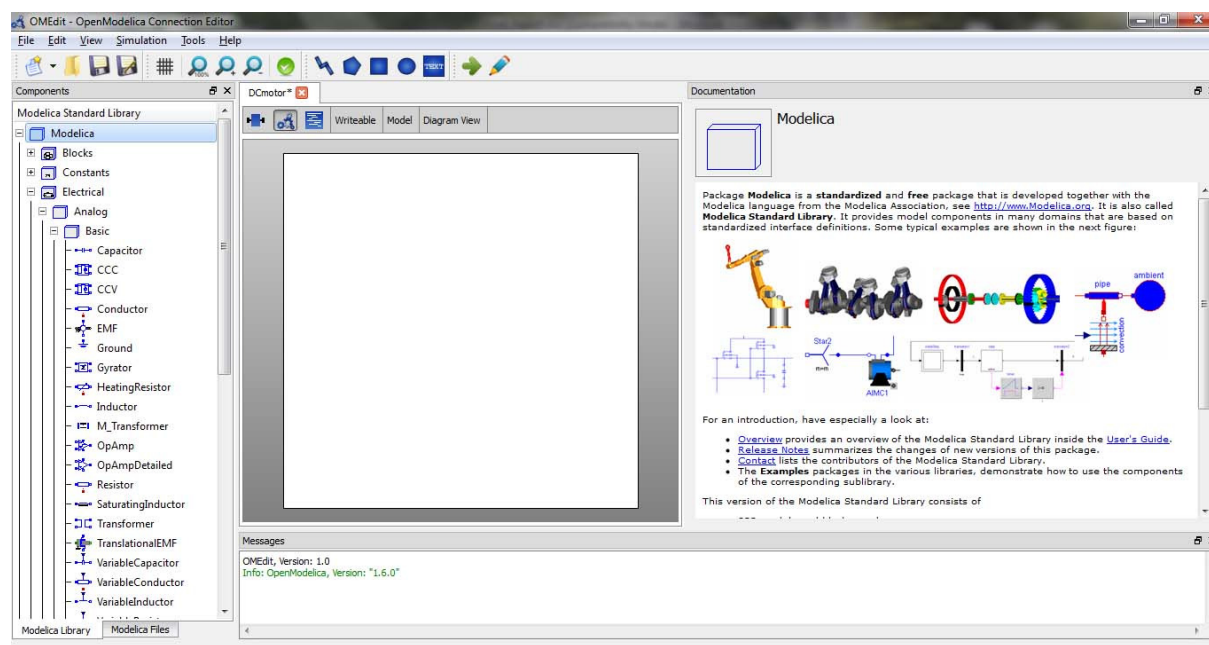 OMEdit - OpenModelica Connection Editor
File Edit View Simulation Tools Help
100%
TEXT
Components
Modelica Standard Library
Modelica
Blocks
Constants
Electrical
Analog
Basic
Capacitor
CCC
CCV
Conductor
EMF
Ground
Gyrator
HeatingResistor
Inductor
M_Transformer
OpAmp
OpAmpDetailed
Resistor
SaturatingInductor
Transformer
TranslationalEMF
VariableCapacitor
VariableConductor
VariableInductor
Modelica Library Modelica Files
DCmotor*
Writeable Model Diagram View
Documentation
Modelica
Package Modelica is a standardized and free package that is developed together with the
Modelica language from the Modelica Association, see http://www.Modelica.org. It is also called
Modelica Standard Library. It provides model components in many domains that are based on
standardized interface definitions. Some typical examples are shown in the next figure:
pipe
ambient
convection
Star2
m=m
AIMC1
For an introduction, have especially a look at:
• Overview provides an overview of the Modelica Standard Library inside the User's Guide.
• Release Notes summarizes the changes of new versions of this package.
• Contact lists the contributors of the Modelica Standard Library.
• The Examples packages in the various libraries, demonstrate how to use the components
of the corresponding sublibrary.
This version of the Modelica Standard Library consists of
Messages
OMEdit, Version: 1.0
Info: OpenModelica, Version: "1.6.0"